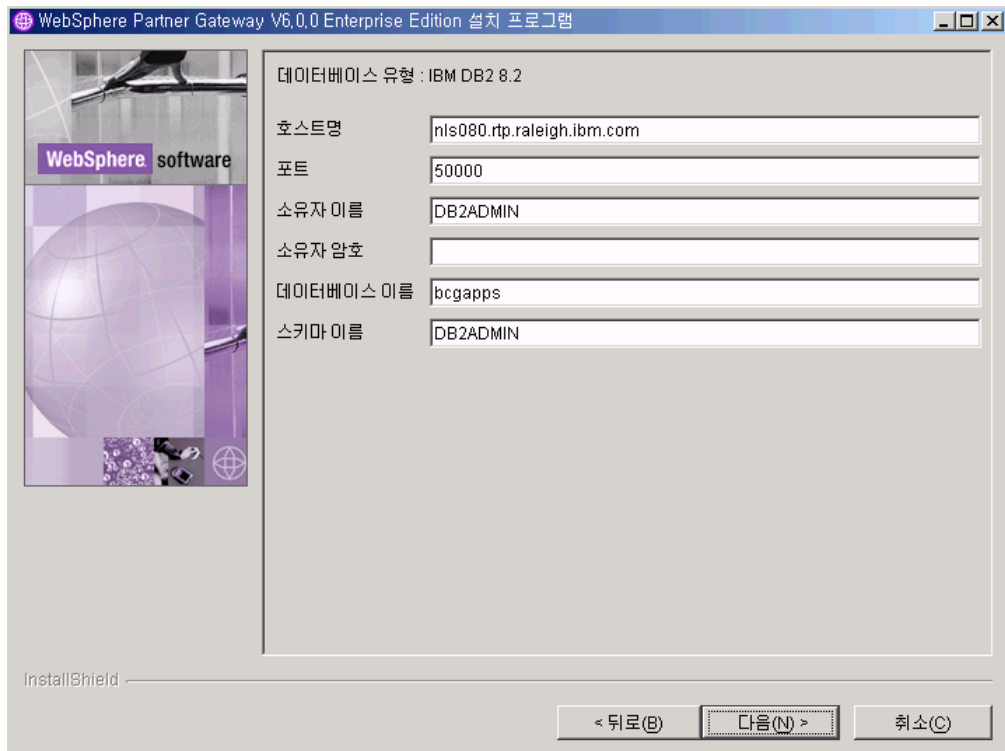 WebSphere Partner Gateway V6,0,0 Enterprise Edition 설치 프로그램
WebSphere software
데이터베이스 유형 : IBM DB2 8.2
호스트명 nls080.rtp.raleigh.ibm.com
포트 50000
소유자 이름 DB2ADMIN
소유자 암호
데이터베이스 이름 bcgapps
스키마 이름 DB2ADMIN
InstallShield
< 뒤로(B) 다음(N) > 취소(C)